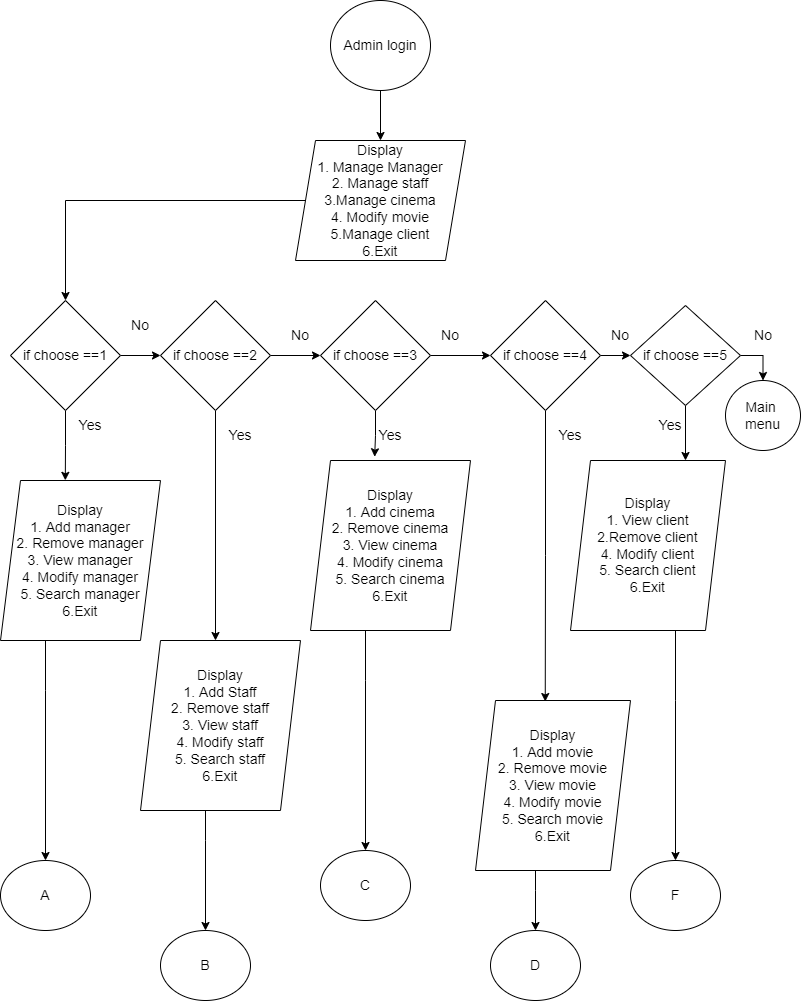 Admin login
Display
1. Manage Manager
2. Manage staff
3.Manage cinema
4. Modify movie
5.Manage client
6.Exit
if choose ==1
No
if choose ==2
No
if choose ==3
No
if choose ==4
No
if choose ==5
No
Main
menu
Yes
Yes
Yes
Yes
Yes
Display
1. Add manager
2. Remove manager
3. View manager
4. Modify manager
5. Search manager
6.Exit
Display
1. Add Staff
2. Remove staff
3. View staff
4. Modify staff
5. Search staff
6.Exit
Display
1. Add cinema
2. Remove cinema
3. View cinema
4. Modify cinema
5. Search cinema
6.Exit
Display
1. Add movie
2. Remove movie
3. View movie
4. Modify movie
5. Search movie
6.Exit
Display
1. View client
2.Remove client
4. Modify client
5. Search client
6.Exit
A
B
C
D
F